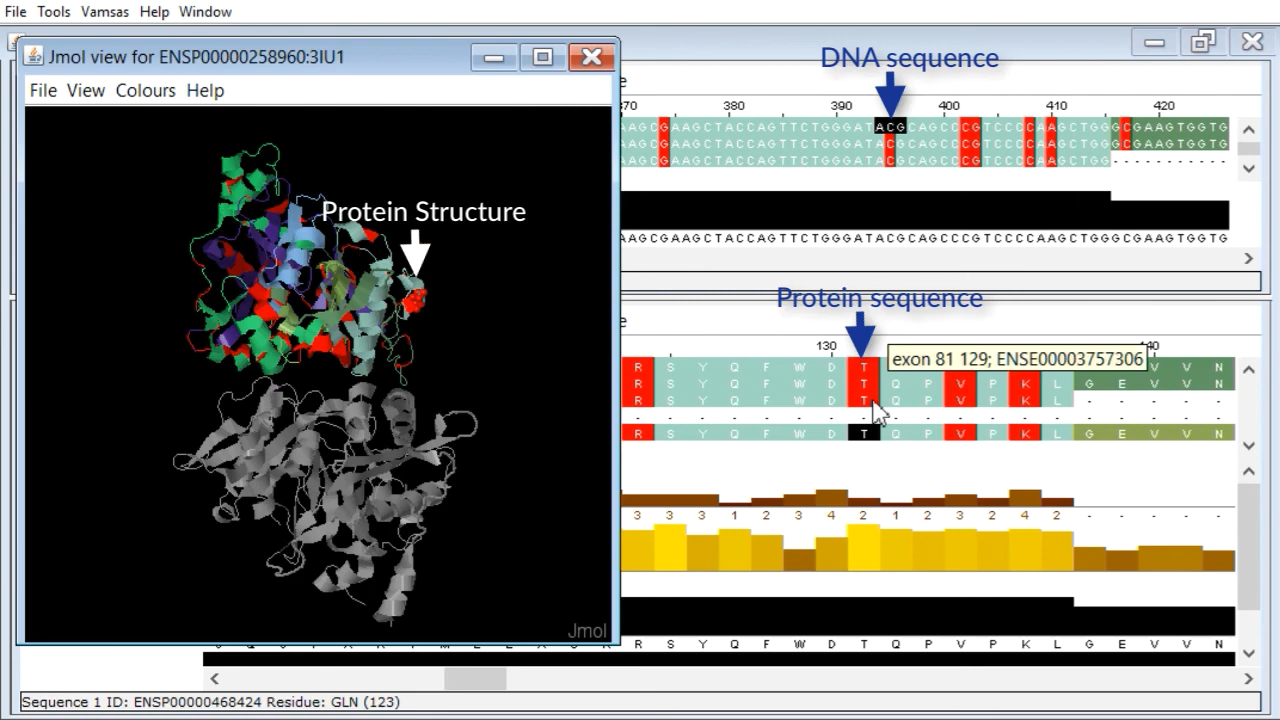 File Tools Vamsas Help Window
Jmol view for ENSP00000258960:3IU1
File View Colours Help
Protein Structure
Jmol
DNA sequence
e
370 380 390 400 410 420
AAGCGAAGCTACCAGTTCTGGGATACGCAGCCCGTCCCCAAGCTGGGCGAAGTGGTG
AAGCGAAGCTACCAGTTCTGGGATACGCAGCCCGTCCCCAAGCTGGGCGAAGTGGTG
AAGCGAAGCTACCAGTTCTGGGATACGCAGCCCGTCCCCAAGCTGG-----------
AAGCGAAGCTACCAGTTCTGGGATACGCAGCCCGTCCCCAAGCTGGGCGAAGTGGTG
Protein sequence
e
130 140
exon 81 129; ENSE00003757306
R S Y Q F W D T V V N
R S Y Q F W D T Q P V P K L G E V V N
R S Y Q F W D T Q P V P K L - - - - -
- - - - - - - - - - - - - - - - - - -
R S Y Q F W D T Q P V P K L G E V V N
3 3 3 1 2 3 4 2 1 2 3 2 4 2 - - - - -
R S Y Q F W D T Q P V P K L G E V V N
Sequence 1 ID: ENSP00000468424 Residue: GLN (123)